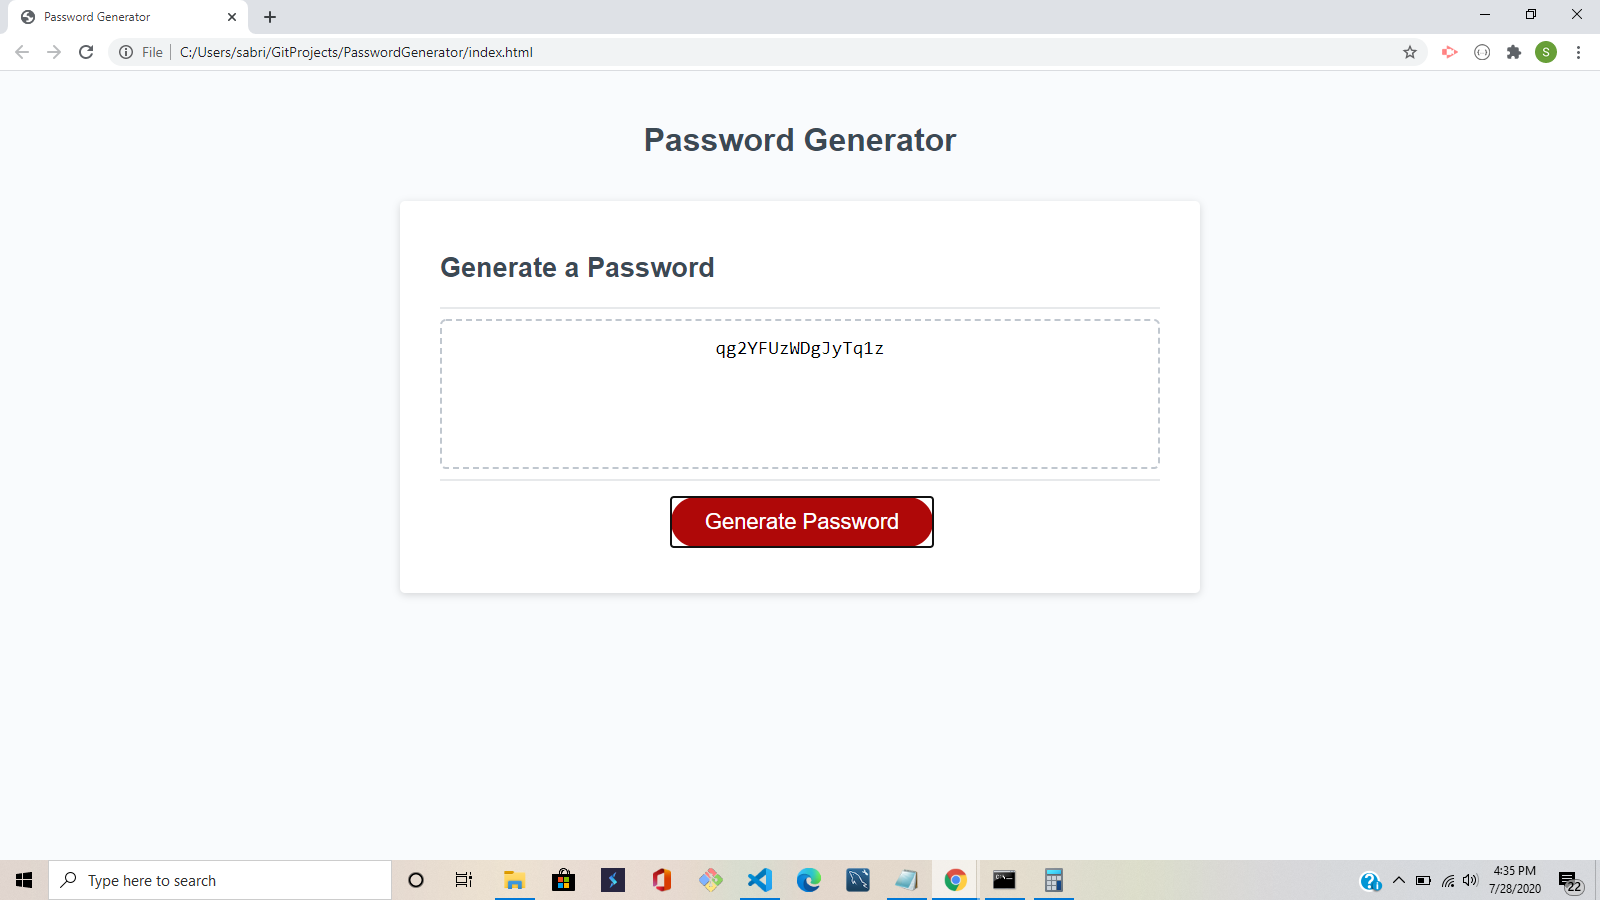 Password Generator
File
C:/Users/sabri/GitProjects/PasswordGenerator/index.html
S
Password Generator
Generate a Password
qg2YFUzWDgJyTq1z
Generate Password
Type here to search
4:35 PM
7/28/2020
22